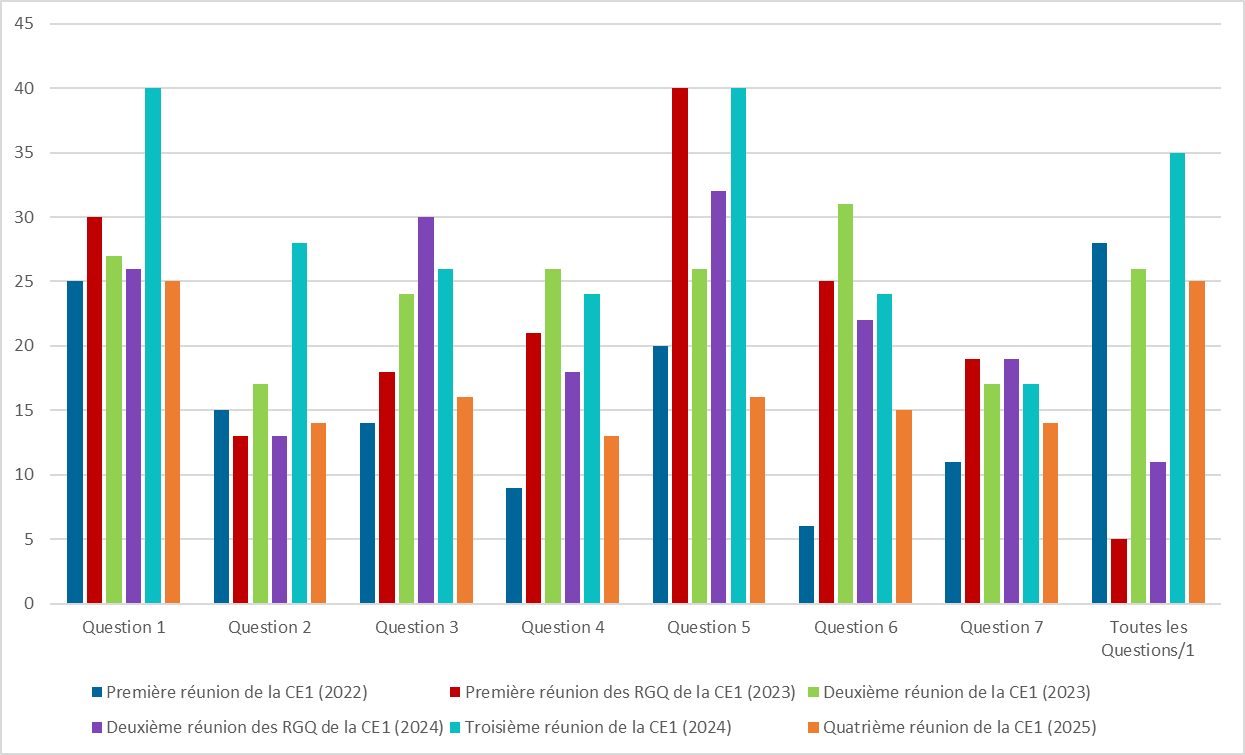 45
40
35
30
25
20
15
10
5
0
Question 1
Question 2
Question 3
Question 4
Question 5
Question 6
Question 7
Toutes les
Questions/1
Première réunion de la CE1 (2022)
Première réunion des RGQ de la CE1 (2023)
Deuxième réunion de la CE1 (2023)
Deuxième réunion des RGQ de la CE1 (2024)
Troisième réunion de la CE1 (2024)
Quatrième réunion de la CE1 (2025)